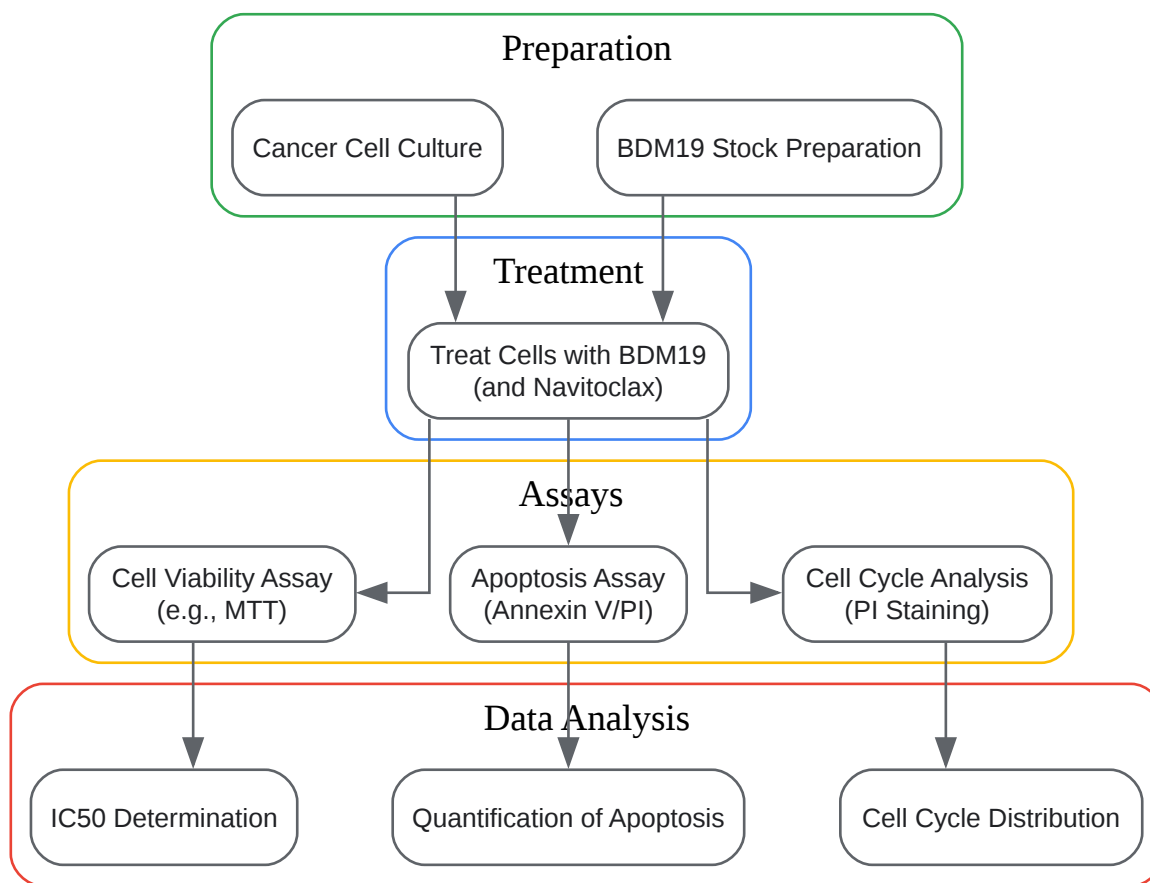 Preparation
Cancer Cell Culture
BDM19 Stock Preparation
Treatment
Treat Cells with BDM19
(and Navitoclax)
Assays
Cell Viability Assay
(e.g., MTT)
Apoptosis Assay
(Annexin V/PI)
Cell Cycle Analysis
(PI Staining)
Data Analysis
IC50 Determination
Quantification of Apoptosis
Cell Cycle Distribution